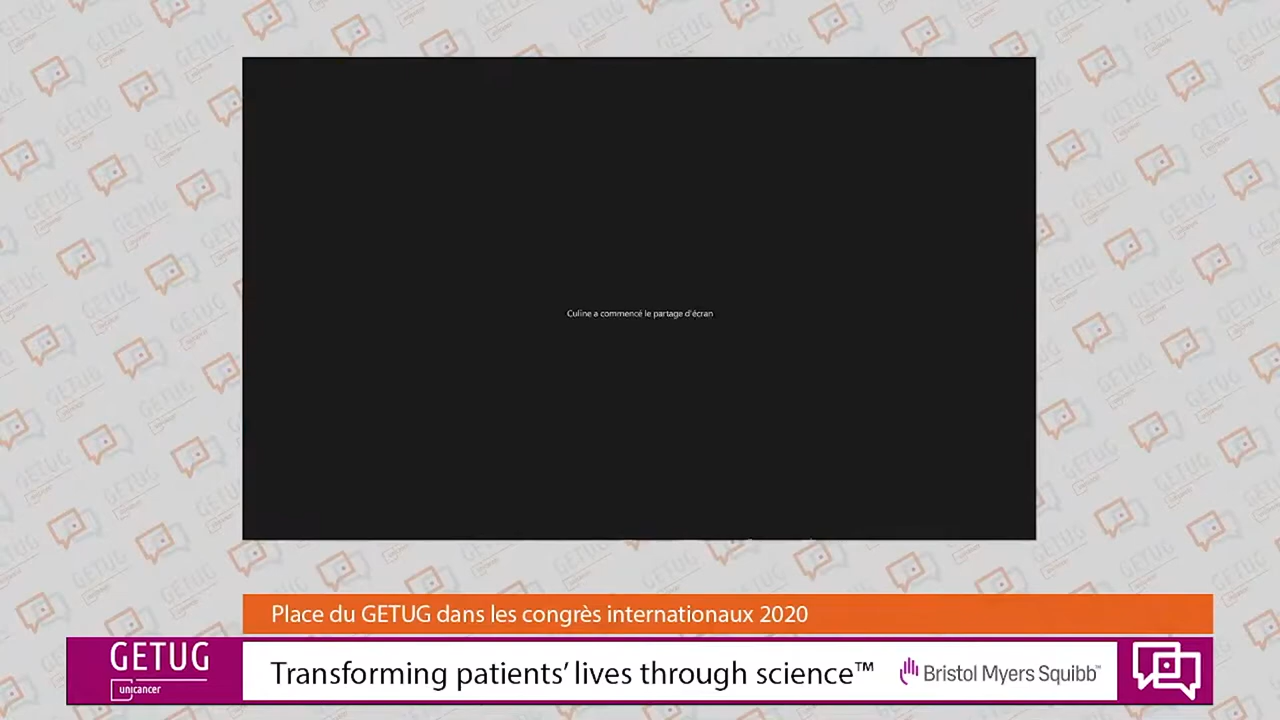 Culine a commencé le partage d'écran
Place du GETUG dans les congrès internationaux 2020
GETUG
unicancer
Transforming patients' lives through science™
Bristol Myers Squibb™